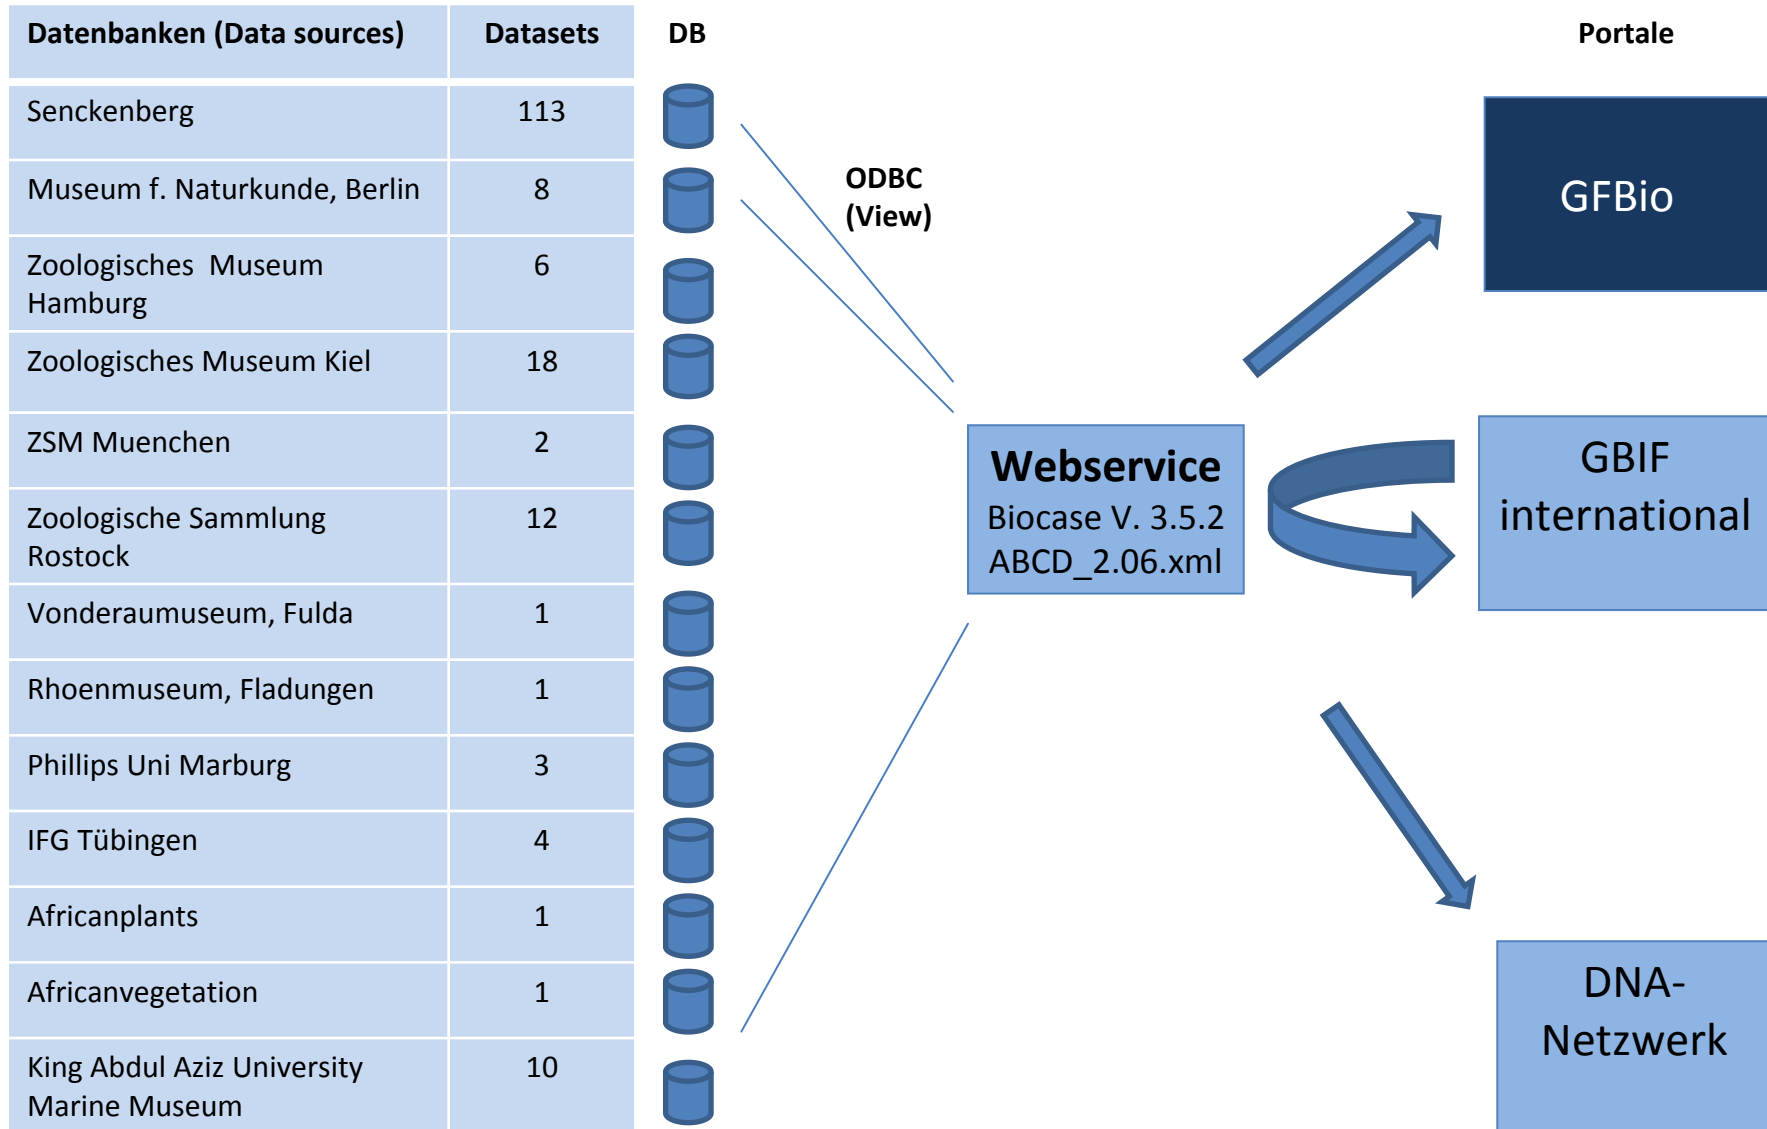 Datenbanken (Data sources) Datasets DB Portale
Senckenberg 113
Museum f. Naturkunde, Berlin 8
Zoologisches Museum
Hamburg
6
Zoologisches Museum Kiel 18
ZSM Muenchen 2
Zoologische Sammlung
Rostock
12
Vonderaumuseum, Fulda 1
Rhoenmuseum, Fladungen 1
Phillips Uni Marburg 3
IFG Tübingen 4
Africanplants 1
Africanvegetation 1
King Abdul Aziz University
Marine Museum
10
ODBC
(View)
Webservice
Biocase V. 3.5.2
ABCD_2.06.xml
GFBio
GBIF
international
DNA-
Netzwerk